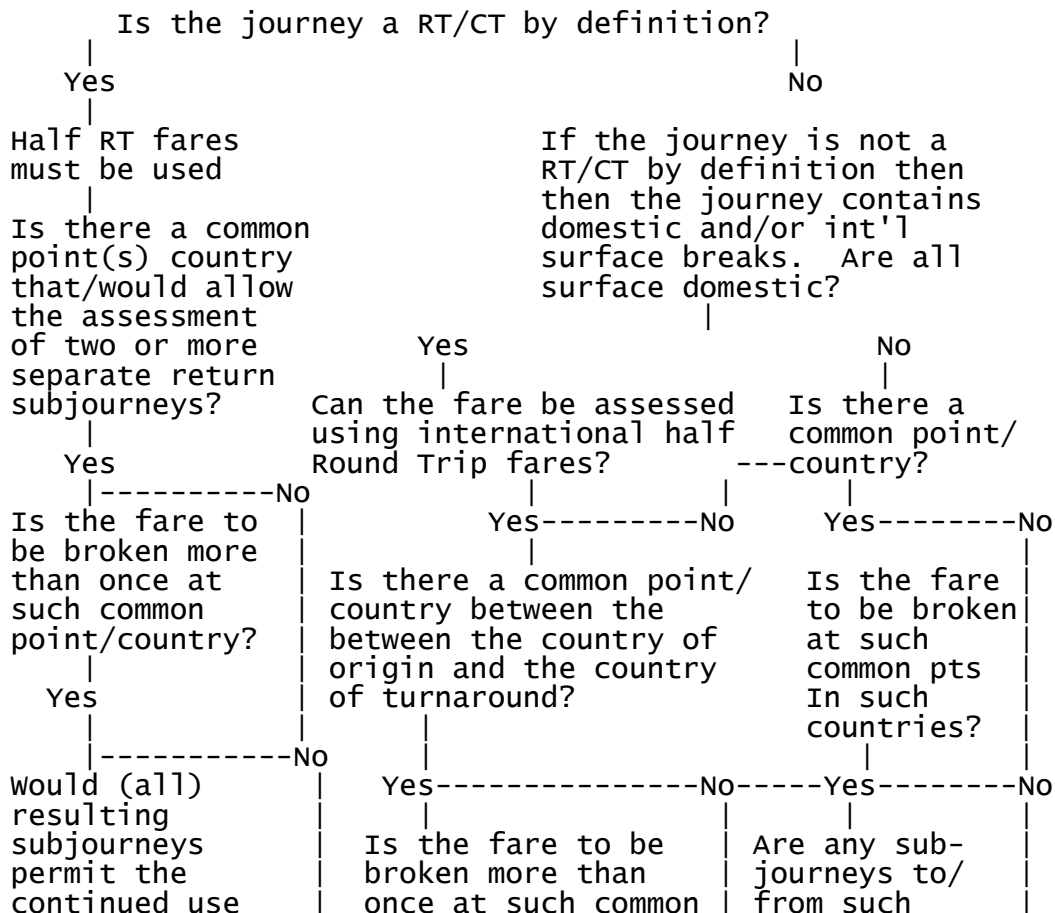 Is the journey a RT/CT by definition?
| |
Yes No
|
Half RT fares If the journey is not a
must be used RT/CT by definition then
| then the journey contains
Is there a common domestic and/or int'l
point(s) country surface breaks. Are all
that/would allow surface domestic?
the assessment |
of two or more Yes No
separate return | |
subjourneys? Can the fare be assessed Is there a
| using international half common point/
Yes Round Trip fares? ---country?
|----------No | | |
Is the fare to | Yes---------No Yes--------No
be broken more | | |
than once at | Is there a common point/ Is the fare |
such common | country between the to be broken|
point/country? | between the country of at such |
| | origin and the country common pts |
Yes | of turnaround? In such |
| | | countries? |
|-----------No | | |
Would (all) | Yes---------------No-----Yes--------No
resulting | | | | |
subjourneys | Is the fare to be | Are any sub- |
permit the | broken more than | journeys to/ |
continued use | once at such common | from such |